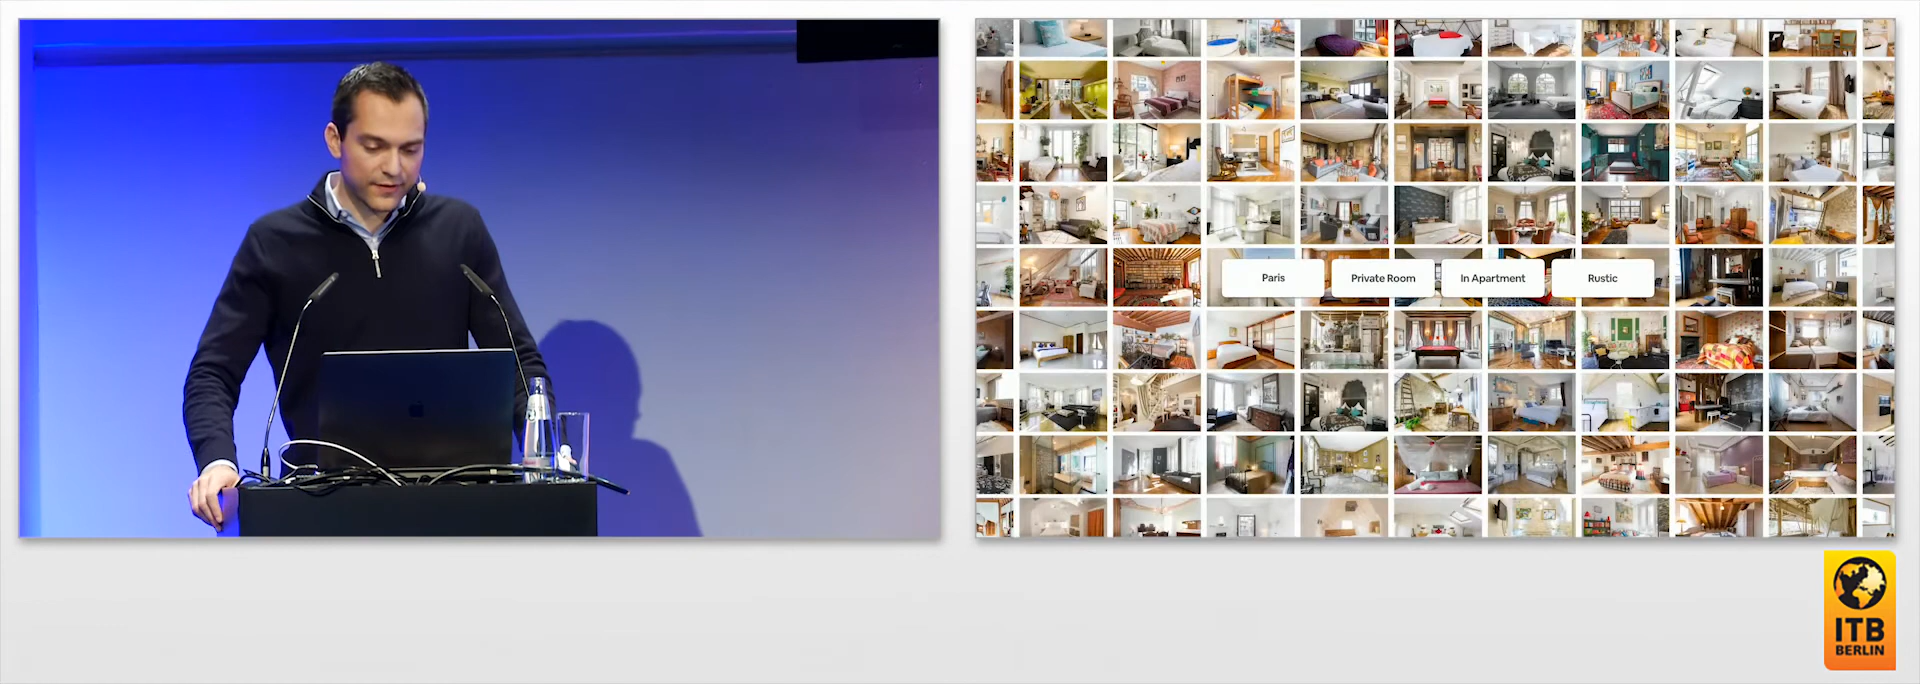 Paris
Private Room
In Apartment
Rustic
ITB
BERLIN